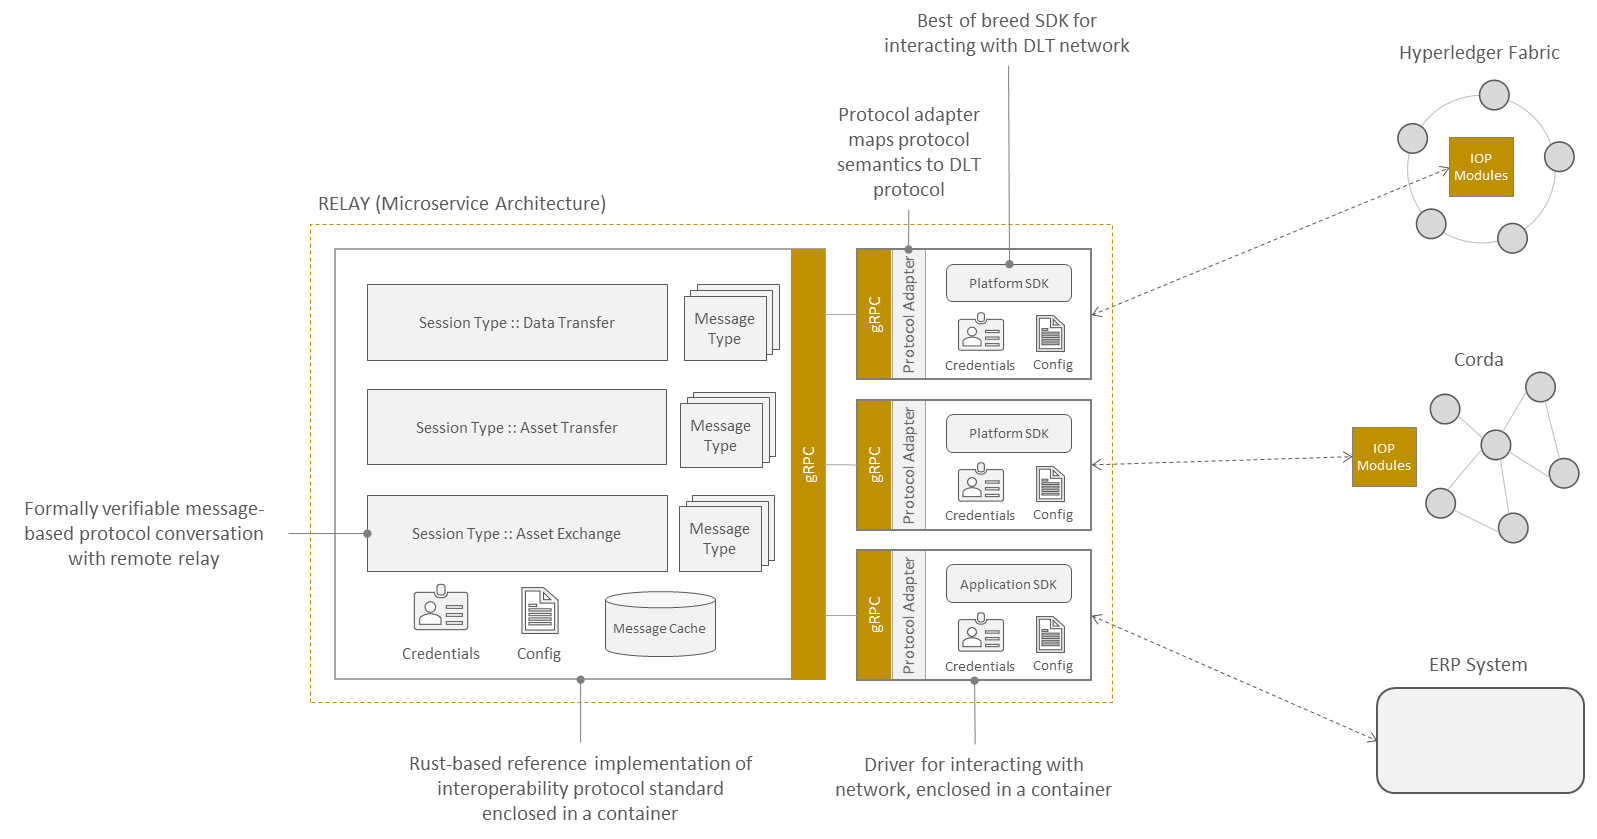 Best of breed SDK for
interacting with DLT network
Hyperledger Fabric
Protocol adapter
maps protocol
semantics to DLT
protocol
IOP
Modules
RELAY (Microservice Architecture)
Session Type :: Data Transfer
Message
Type
gRPC
gRPC
Protocol Adapter
Platform SDK
Credentials
Config
Corda
Session Type :: Asset Transfer
Message
Type
gRPC
Protocol Adapter
Platform SDK
Credentials
Config
IOP
Modules
Formally verifiable message-
based protocol conversation
with remote relay
Session Type :: Asset Exchange
Message
Type
gRPC
Protocol Adapter
Application SDK
Credentials
Config
Credentials
Config
Message Cache
ERP System
Rust-based reference implementation of
interoperability protocol standard
enclosed in a container
Driver for interacting with
network, enclosed in a container